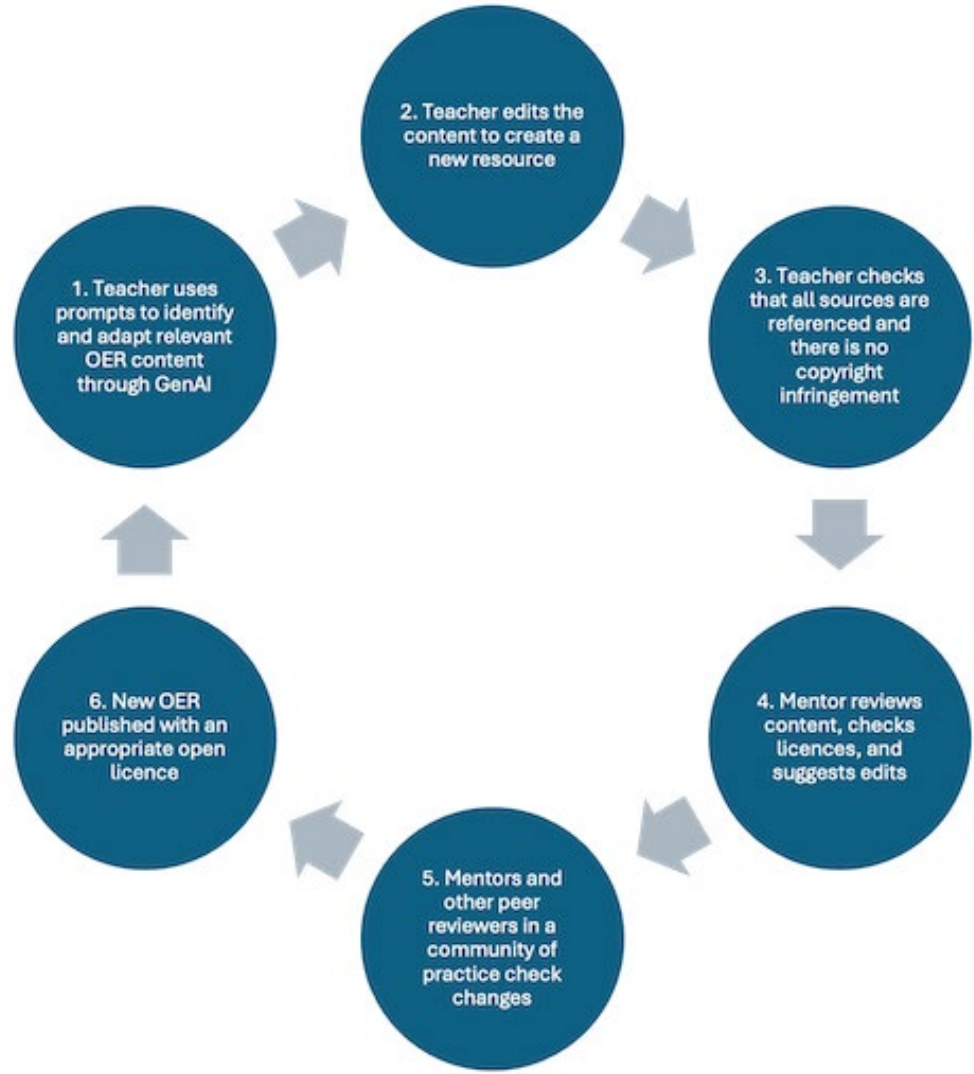 1. Teacher uses
prompts to identify
and adapt relevant
OER content
through GenAI
2. Teacher edits the
content to create a
new resource
3. Teacher checks
that all sources are
referenced and
there is no
copyright
infringement
4. Mentor reviews
content, checks
licences, and
suggests edits
5. Mentors and
other peer
reviewers in a
community of
practice check
changes
6. New OER
published with an
appropriate open
licence